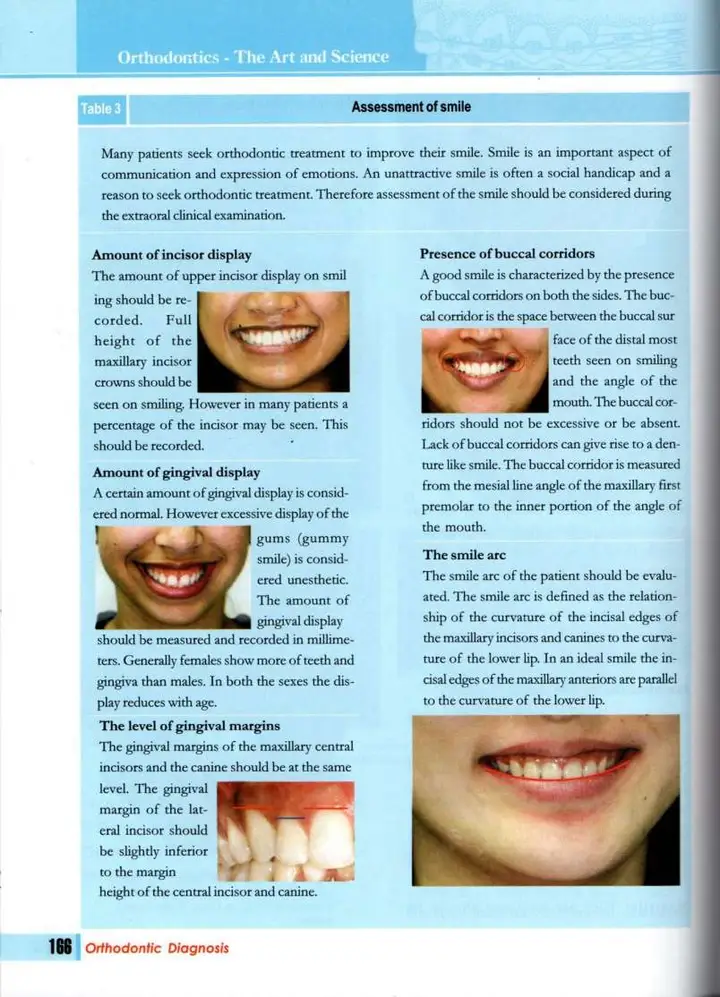 Orthodontics - The Art and Science
Table 3
Assessment of smile
Many patients seek orthodontic treatment to improve their smile. Smile is an important aspect of
communication and expression of emotions. An unattractive smile is often a social handicap and a
reason to seek orthodontic treatment. Therefore assessment of the smile should be considered during
the extraoral clinical examination.
Amount of incisor display
The amount of upper incisor display on smil
ing should be re-
corded. Full
height of the
maxillary incisor
crowns should be
seen on smiling. However in many patients a
percentage of the incisor may be seen. This
should be recorded.
Amount of gingival display
A certain amount of gingival display is consid-
ered normal. However excessive display of the
gums (gummy
smile) is consid-
ered unesthetic.
The amount of
gingival display
should be measured and recorded in millime-
ters. Generally females show more of teeth and
gingiva than males. In both the sexes the dis-
play reduces with age.
The level of gingival margins
The gingival margins of the maxillary central
incisors and the canine should be at the same
level. The gingival
margin of the lat-
eral incisor should
be slightly inferior
to the margin
height of the central incisor and canine.
Presence of buccal corridors
A good smile is characterized by the presence
of buccal corridors on both the sides. The buc-
cal corridor is the space between the buccal sur
face of the distal most
teeth seen on smiling
and the angle of the
mouth. The buccal cor-
ridors should not be excessive or be absent.
Lack of buccal corridors can give rise to a den-
ture like smile. The buccal corridor is measured
from the mesial line angle of the maxillary first
premolar to the inner portion of the angle of
the mouth.
The smile arc
The smile arc of the patient should be evalu-
ated. The smile arc is defined as the relation-
ship of the curvature of the incisal edges of
the maxillary incisors and canines to the curva-
ture of the lower lip. In an ideal smile the in-
cisal edges of the maxillary anteriors are parallel
to the curvature of the lower lip.
166 Orthodontic Diagnosis